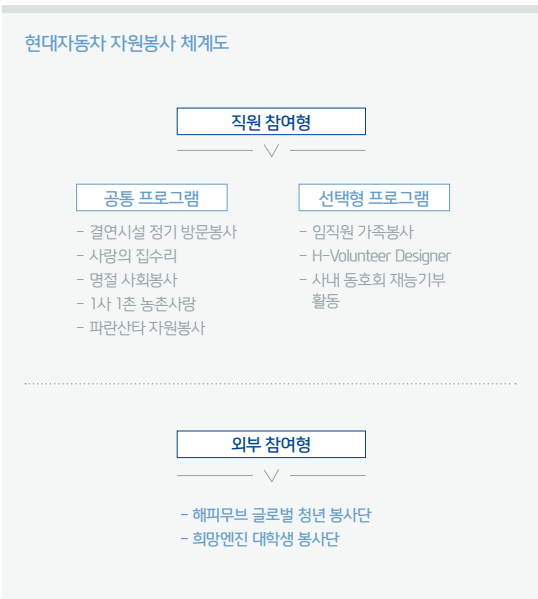 현대자동차 자원봉사 체계도
직원 참여형
공통 프로그램
- 결연시설 정기 방문봉사
- 사랑의 집수리
- 명절 사회봉사
- 1사 1촌 농촌사랑
- 파란산타 자원봉사
선택형 프로그램
- 임직원 가족봉사
- H-Volunteer Designer
- 사내 동호회 재능기부
활동
외부 참여형
- 해피무브 글로벌 청년 봉사단
- 희망엔진 대학생 봉사단